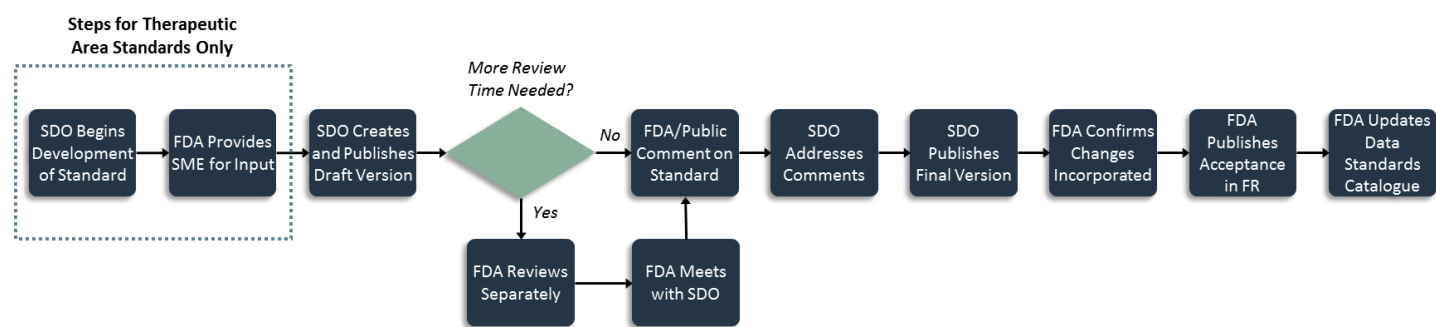 Steps for Therapeutic
Area Standards Only
SDO Begins
Development
of Standard
FDA Provides
SME for Input
SDO Creates
and Publishes
Draft Version
More Review
Time Needed?
No
Yes
FDA Reviews
Separately
FDA Meets
with SDO
FDA/Public
Comment on
Standard
SDO
Addresses
Comments
SDO
Publishes
Final Version
FDA Confirms
Changes
Incorporated
FDA
Publishes
Acceptance
in FR
FDA Updates
Data
Standards
Catalogue